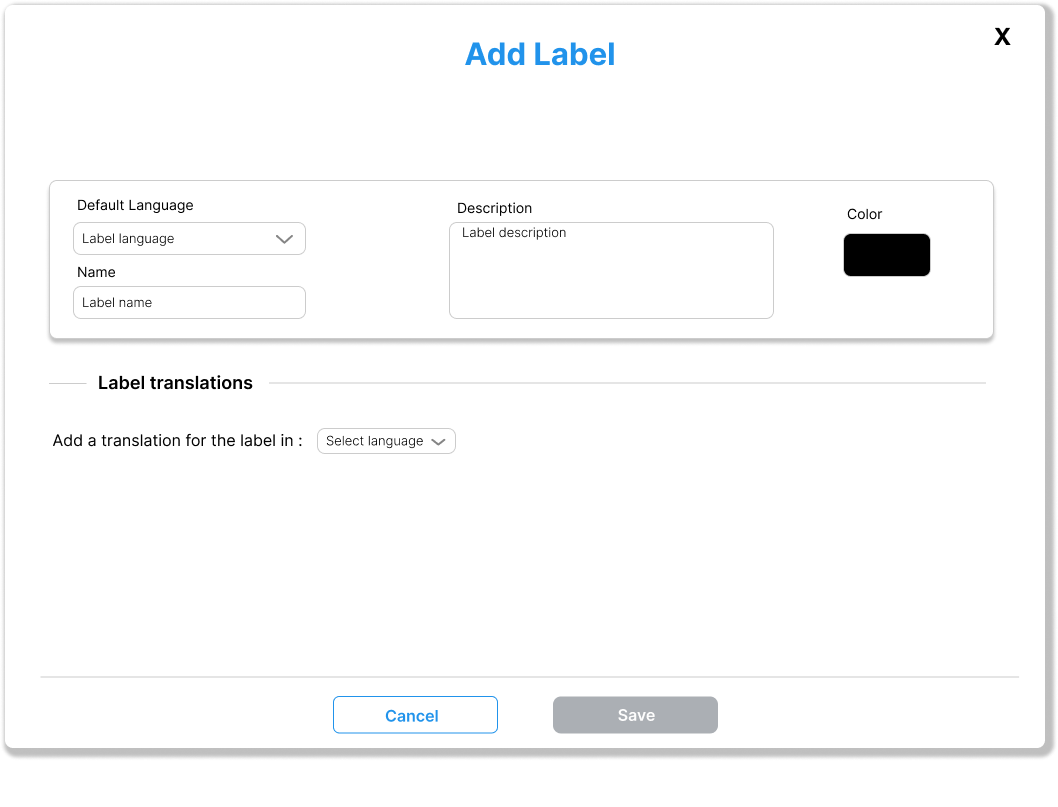 X
Add Label
Default Language
Label language
Name
Label name
Description
Label description
Color
Label translations
Add a translation for the label in :
Select language
Cancel
Save